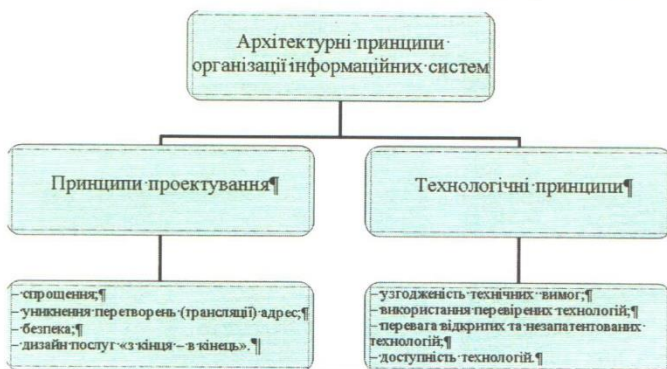 Архітектурні принципи
організації інформаційних систем
Принципи проектування¶
Технологічні принципи¶
– спрощення;¶
– уникнення перетворень (трансляції) адрес;¶
– безпека;¶
– дизайн послуг «з кінця – в кінець».¶
– узгодженість технічних вимог;¶
– використання перевірених технологій;¶
– перевага відкритих та незапатентованих
технологій;¶
– доступність технологій.¶